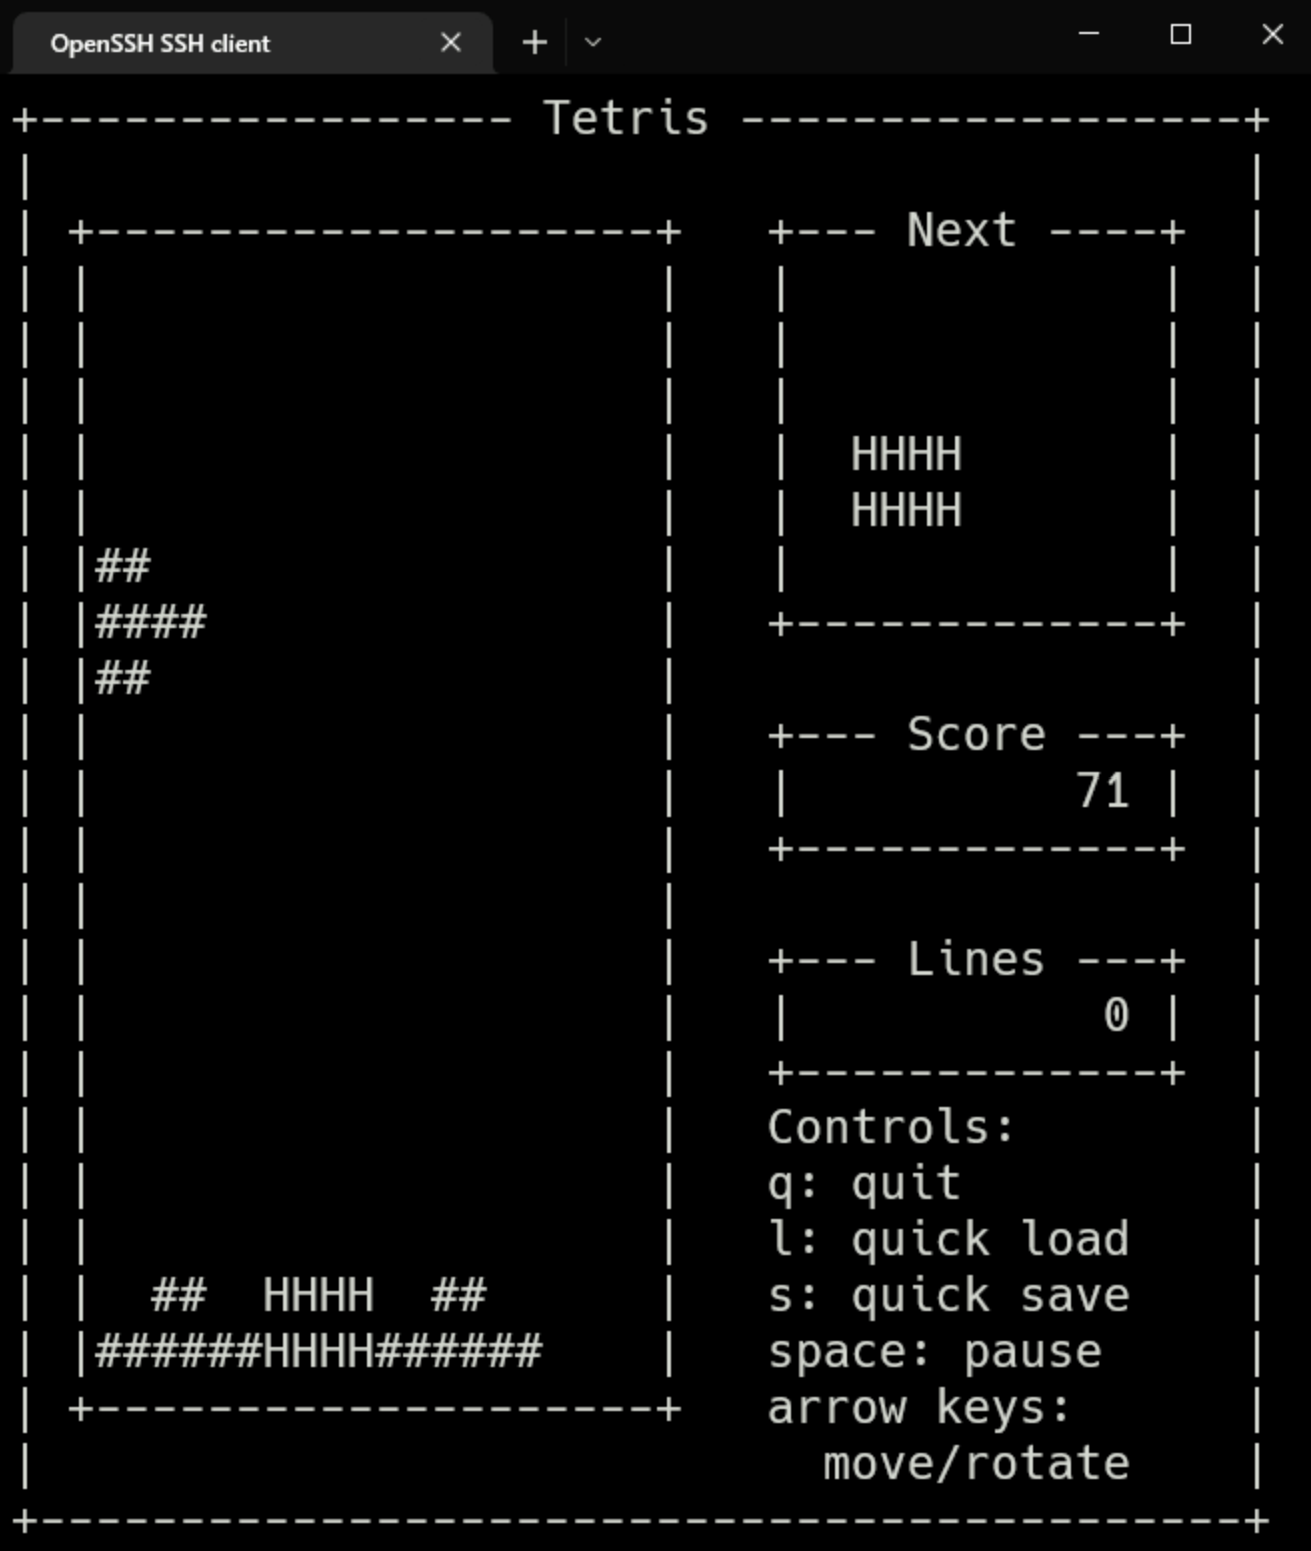 OpenSSH SSH client
+----------------- Tetris ------------------+
|                                           |
| +--------------------+   +--- Next ----+  |
| |                    |   |             |  |
| |                    |   |             |  |
| |                    |   |             |  |
| |                    |   |  HHHH       |  |
| |                    |   |  HHHH       |  |
| |##                  |   |             |  |
| |####                |   +-------------+  |
| |##                  |                    |
| |                    |   +--- Score ---+  |
| |                    |   |          71 |  |
| |                    |   +-------------+  |
| |                    |                    |
| |                    |   +--- Lines ---+  |
| |                    |   |           0 |  |
| |                    |   +-------------+  |
| |                    |   Controls:        |
| |                    |   q: quit          |
| |                    |   l: quick load    |
| |  ##  HHHH  ##      |   s: quick save    |
| |######HHHH######    |   space: pause     |
| +--------------------+   arrow keys:      |
|                            move/rotate    |
+-------------------------------------------+